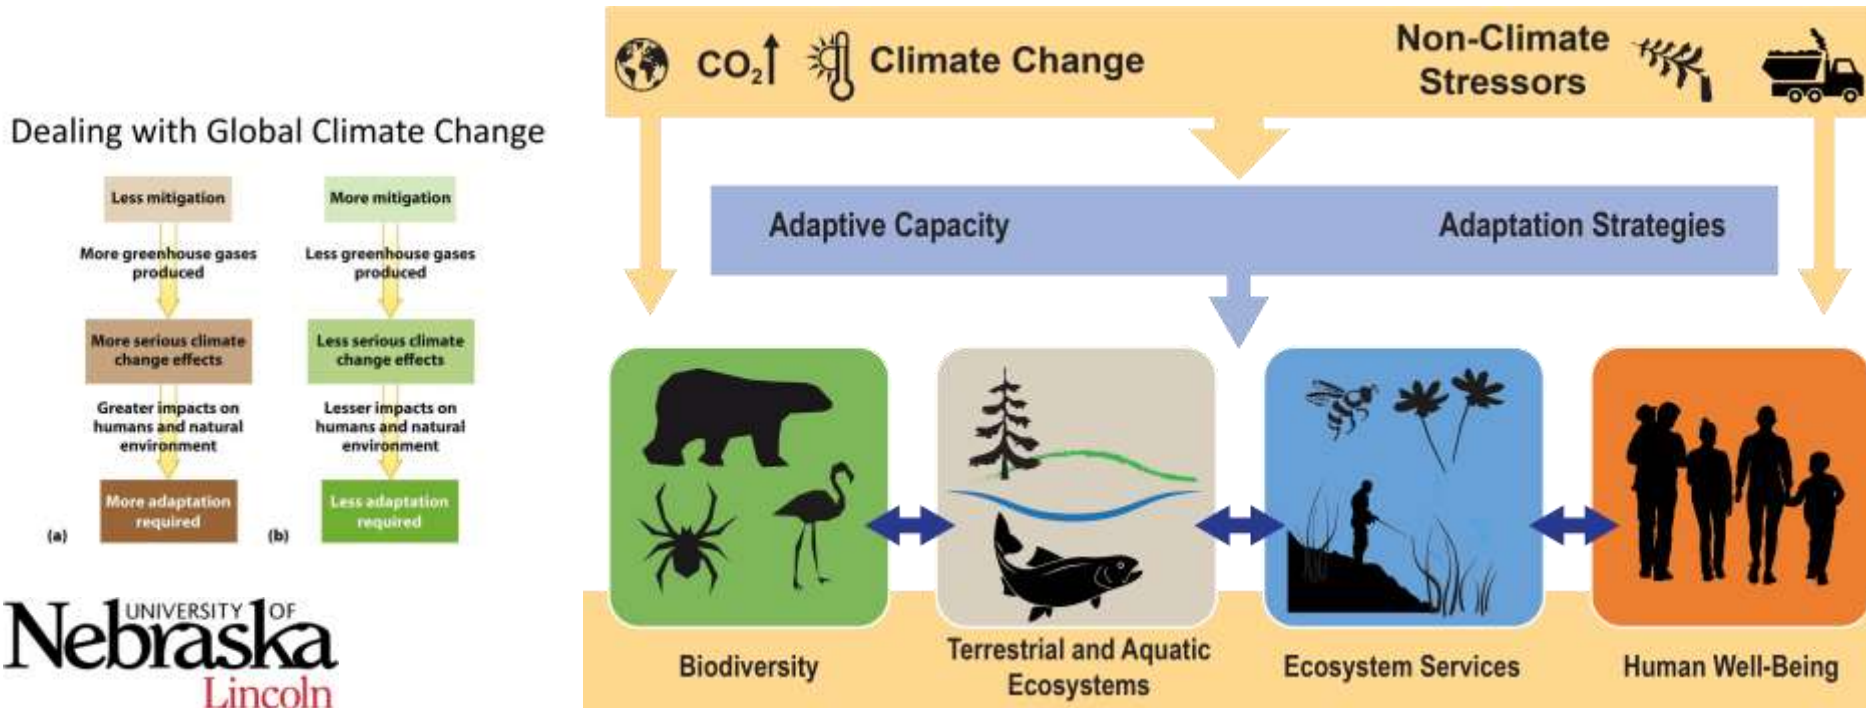 Dealing with Global Climate Change
Less mitigation
More greenhouse gases
produced
More serious climate
change effects
Greater impacts on
humans and natural
environment
More adaptation
required
(a)
More mitigation
Less greenhouse gases
produced
Less serious climate
change effects
Lesser impacts on
humans and natural
environment
Less adaptation
required
(b)
UNIVERSITY OF
Nebraska
Lincoln
CO₂
Climate Change
Non-Climate
Stressors
Adaptive Capacity
Adaptation Strategies
Biodiversity
Terrestrial and Aquatic
Ecosystems
Ecosystem Services
Human Well-Being